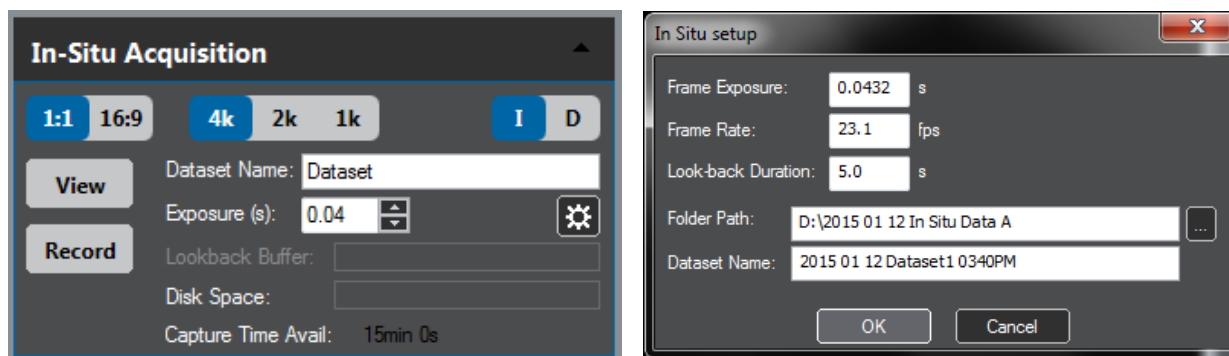 In-Situ Acquisition
1:1 16:9 4k 2k 1k I D
View
Dataset Name: Dataset
Exposure (s): 0.04
Record
Lookback Buffer:
Disk Space:
Capture Time Avail: 15min 0s
In Situ setup
Frame Exposure: 0.0432 s
Frame Rate: 23.1 fps
Look-back Duration: 5.0 s
Folder Path: D:\2015 01 12 In Situ Data A ...
Dataset Name: 2015 01 12 Dataset1 0340PM
OK Cancel